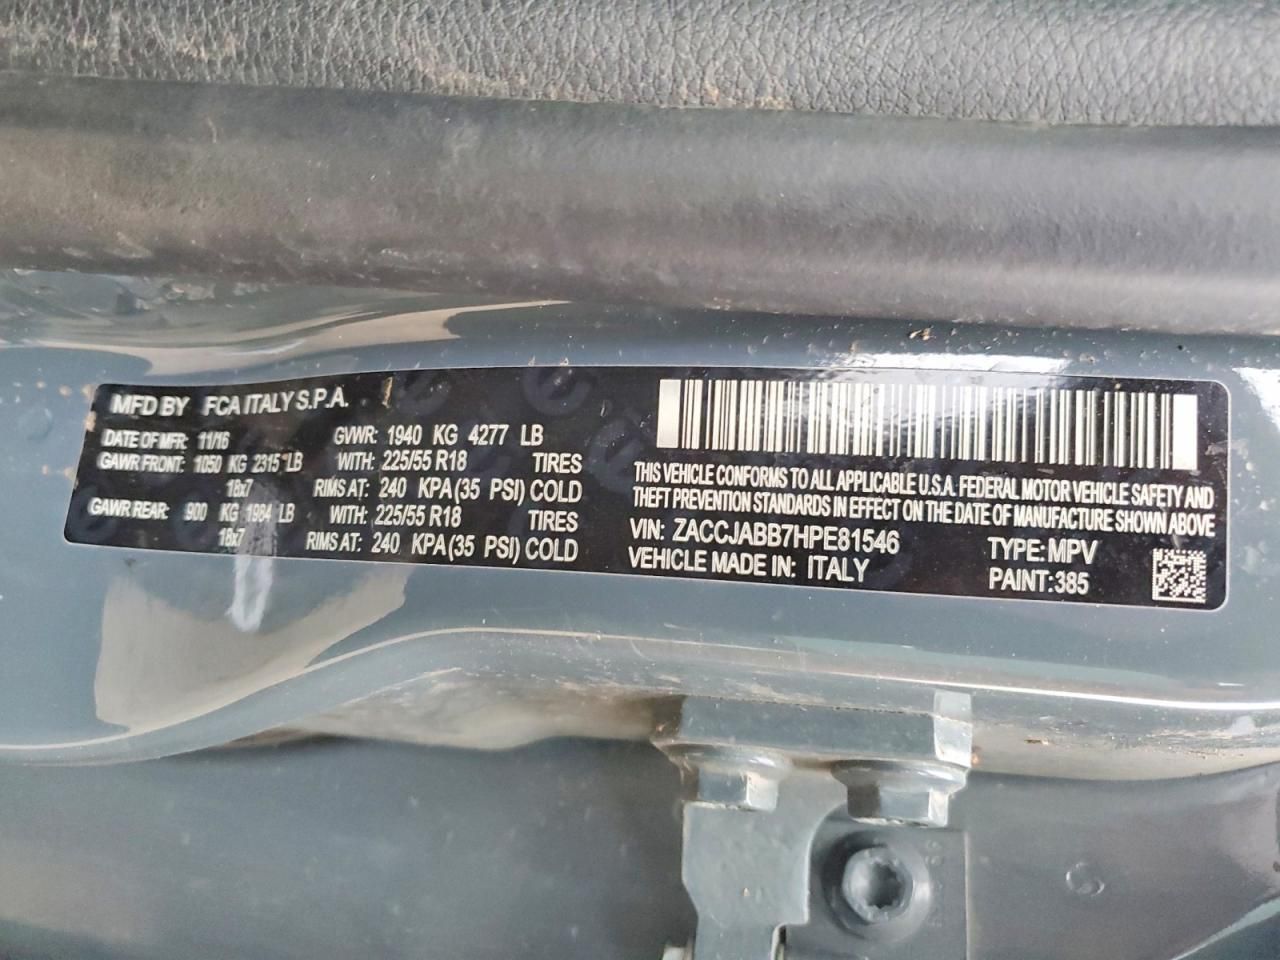 MFD BY FCA ITALY S.P.A.
DATE OF MFR: 11/16 GVWR: 1940 KG 4277 LB
GAWR FRONT: 1050 KG 2315 LB WITH: 225/55 R18 TIRES
18x7 RIMS AT: 240 KPA(35 PSI) COLD
GAWR REAR: 900 KG 1984 LB WITH: 225/55 R18 TIRES
18x7 RIMS AT: 240 KPA(35 PSI) COLD
THIS VEHICLE CONFORMS TO ALL APPLICABLE U.S.A. FEDERAL MOTOR VEHICLE SAFETY AND
THEFT PREVENTION STANDARDS IN EFFECT ON THE DATE OF MANUFACTURE SHOWN ABOVE
VIN: ZACCJABB7HPE81546 TYPE:MPV
VEHICLE MADE IN: ITALY PAINT:385